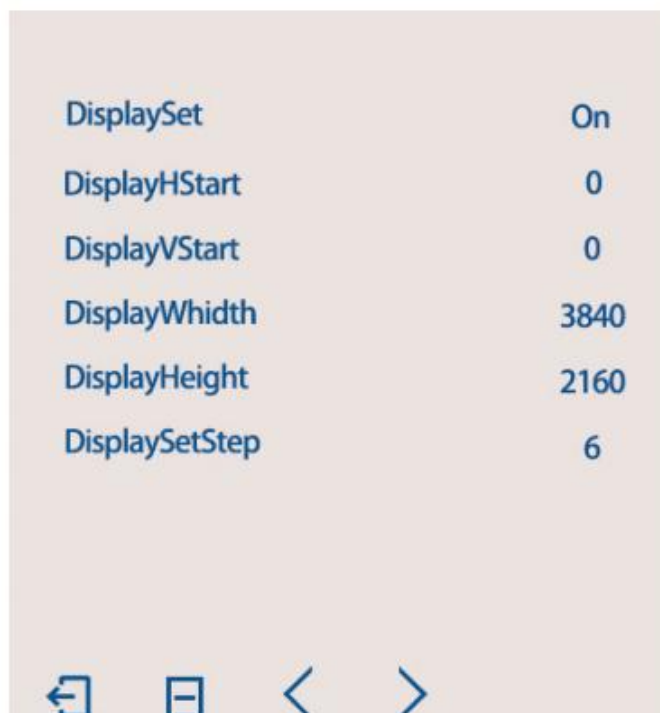 DisplaySet On
DisplayHStart 0
DisplayVStart 0
DisplayWhidth 3840
DisplayHeight 2160
DisplaySetStep 6